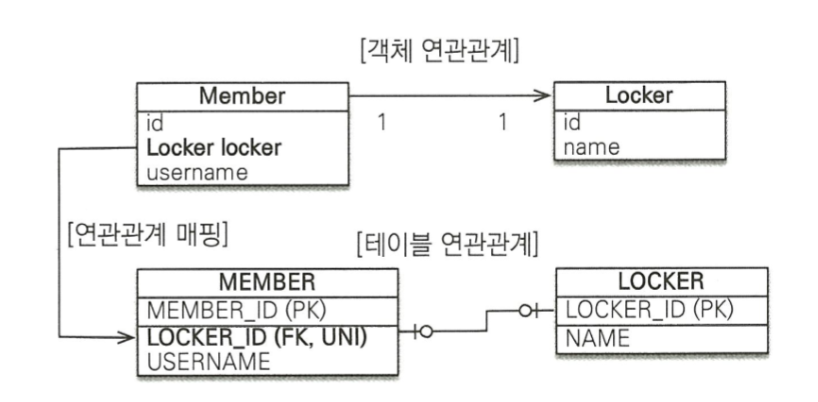 [객체 연관관계]
Member
id
Locker locker
username
1
1
Locker
id
name
[연관관계 매핑]
[테이블 연관관계]
MEMBER
MEMBER_ID (PK)
LOCKER_ID (FK, UNI)
USERNAME
LOCKER
LOCKER_ID (PK)
NAME